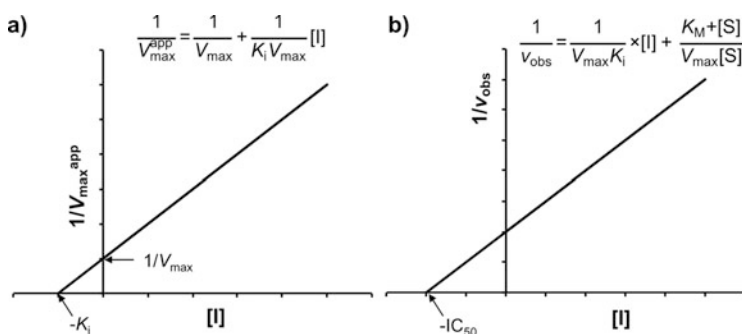 a)
1/V_max^app = 1/V_max + 1/(K_i V_max) [I]
1/V_max^app
1/V_max
-K_i
[I]
b)
1/v_obs = 1/(V_max K_i) ×[I] + (K_M+[S])/(V_max[S])
1/v_obs
-IC_50
[I]